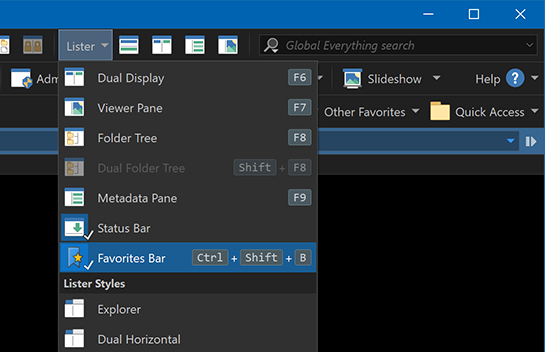 Lister
Global Everything search
Dual Display F6
Adm
Slideshow
Help ?
Viewer Pane F7
Other Favorites
Quick Access
Folder Tree F8
Dual Folder Tree Shift + F8
Metadata Pane F9
Status Bar
Favorites Bar Ctrl + Shift + B
Lister Styles
Explorer
Dual Horizontal